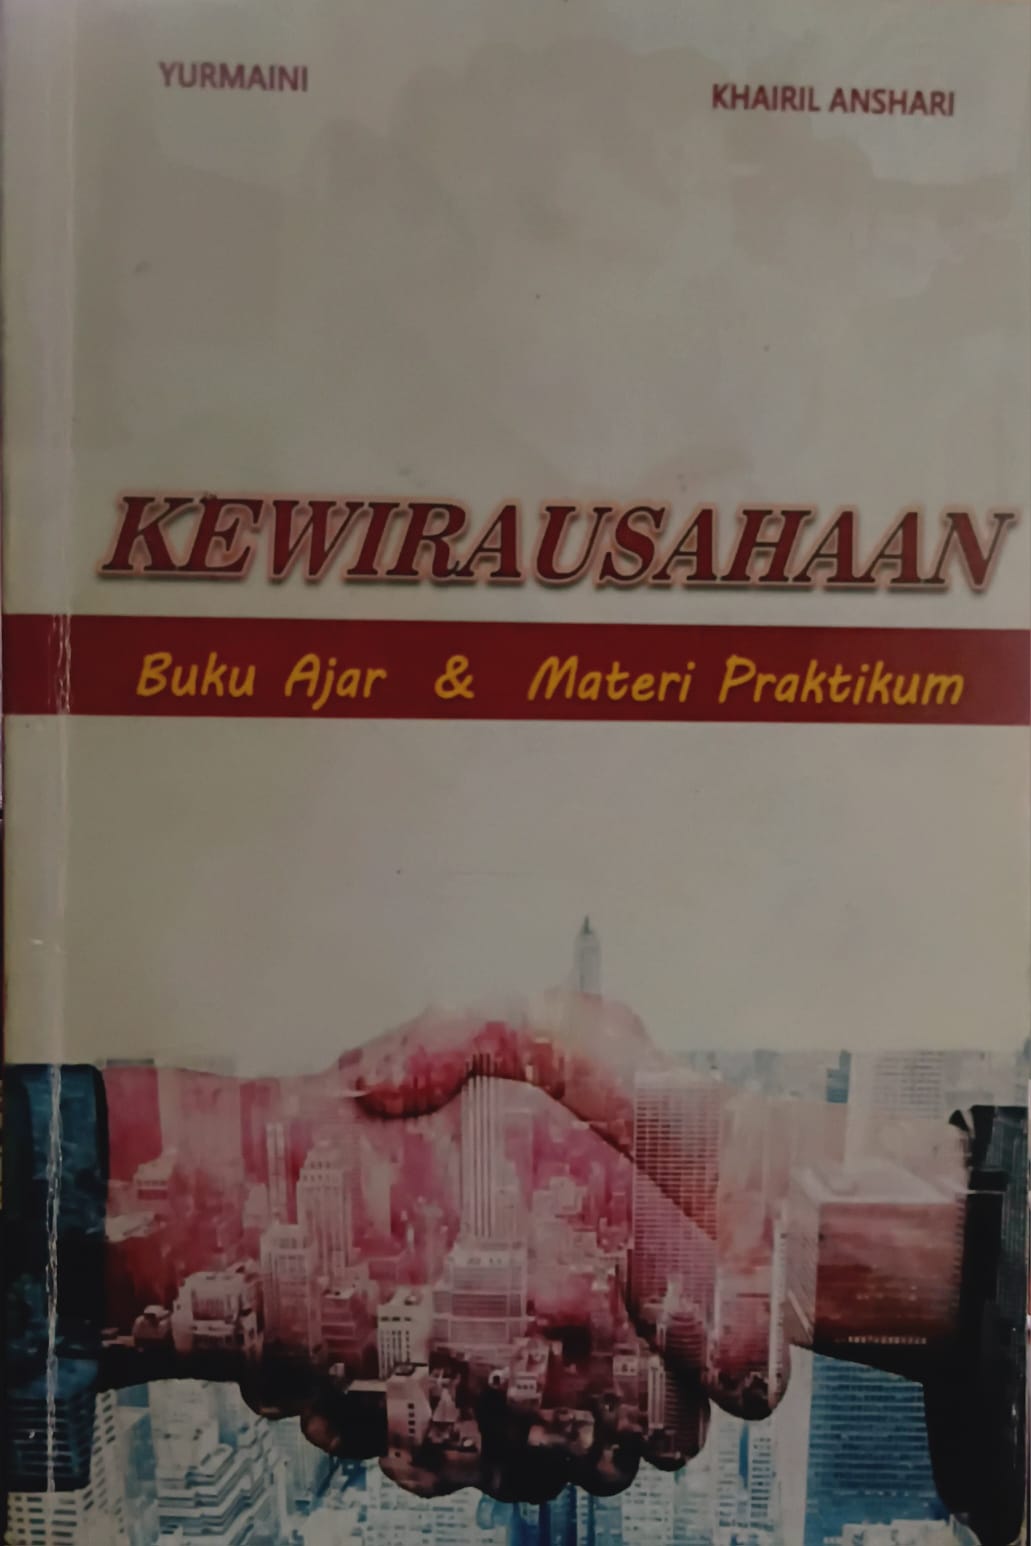 YURMAINI
KHAIRIL ANSHARI
KEWIRAUSAHAAN
Buku Ajar & Materi Praktikum